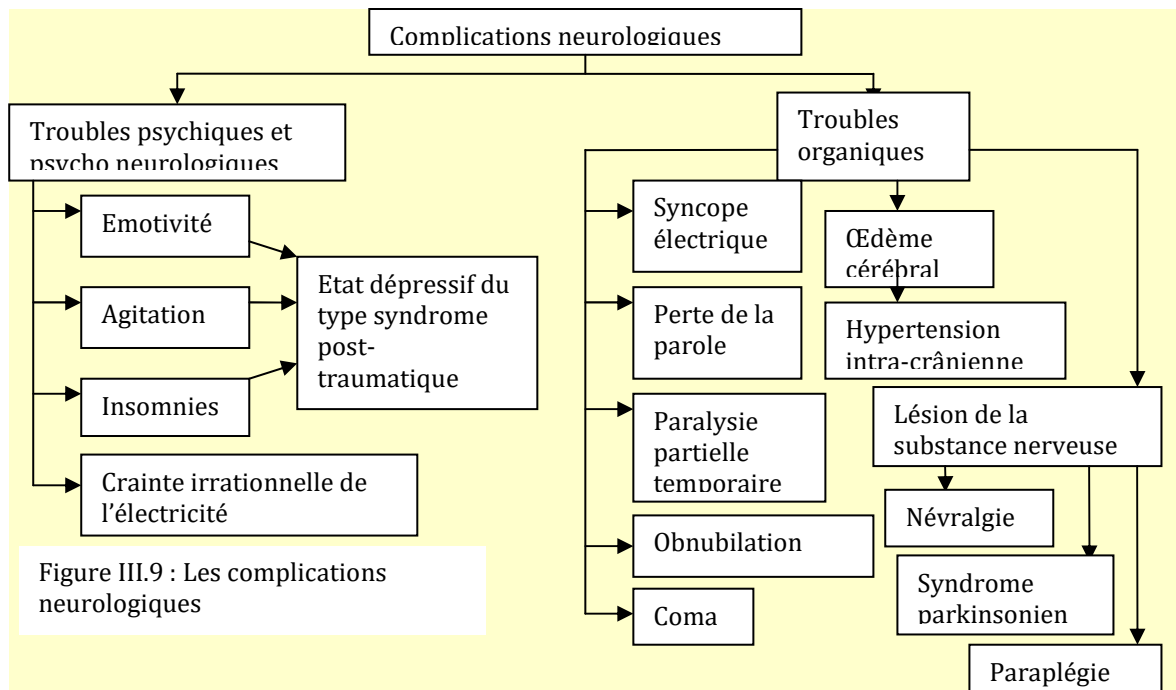 Complications neurologiques
Troubles psychiques et
psycho neurologiques
Emotivité
Agitation
Insomnies
Crainte irrationnelle de
l'électricité
Etat dépressif du
type syndrome
post-
traumatique
Troubles
organiques
Syncope
électrique
Perte de la
parole
Paralysie
partielle
temporaire
Obnubilation
Coma
Œdème
cérébral
Hypertension
intra-crânienne
Lésion de la
substance nerveuse
Névralgie
Syndrome
parkinsonien
Paraplégie
Figure III.9 : Les complications
neurologiques